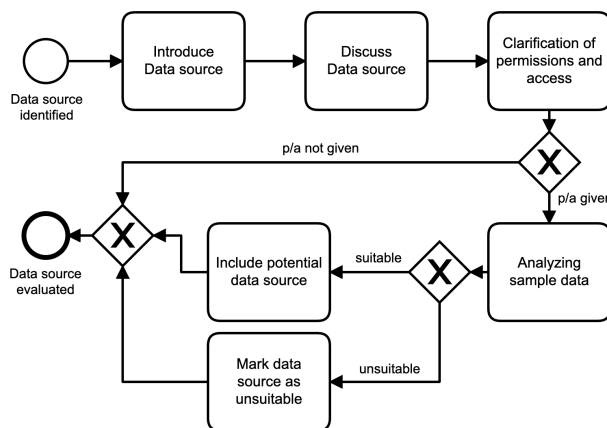 Introduce
Data source
Discuss
Data source
Clarification of
permissions and
access
Data source
identified
p/a not given
X
p/a given
X
Data source
evaluated
Include potential
data source
suitable
X
Analyzing
sample data
Mark data
source as
unsuitable
unsuitable